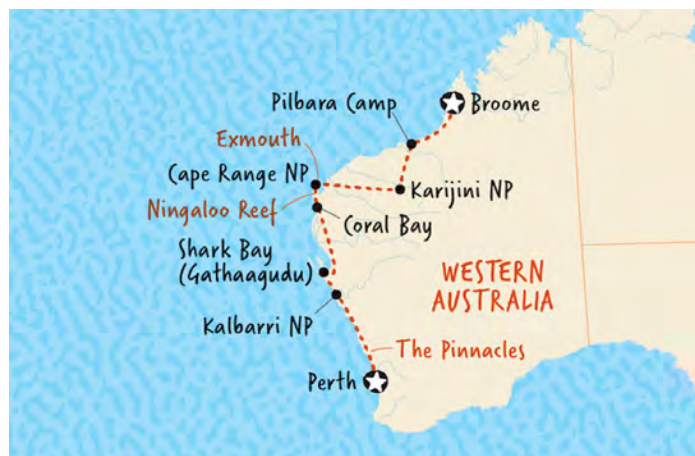 Pilbara Camp
Broome
Exmouth
Cape Range NP
Karijini NP
Ningaloo Reef
Coral Bay
Shark Bay
(Gathaagudu)
WESTERN
AUSTRALIA
Kalbarri NP
The Pinnacles
Perth